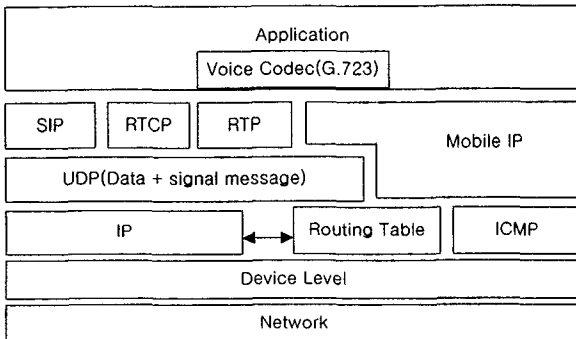 Application
Voice Codec(G.723)
SIP RTCP RTP
Mobile IP
UDP(Data + signal message)
IP Routing Table ICMP
Device Level
Network